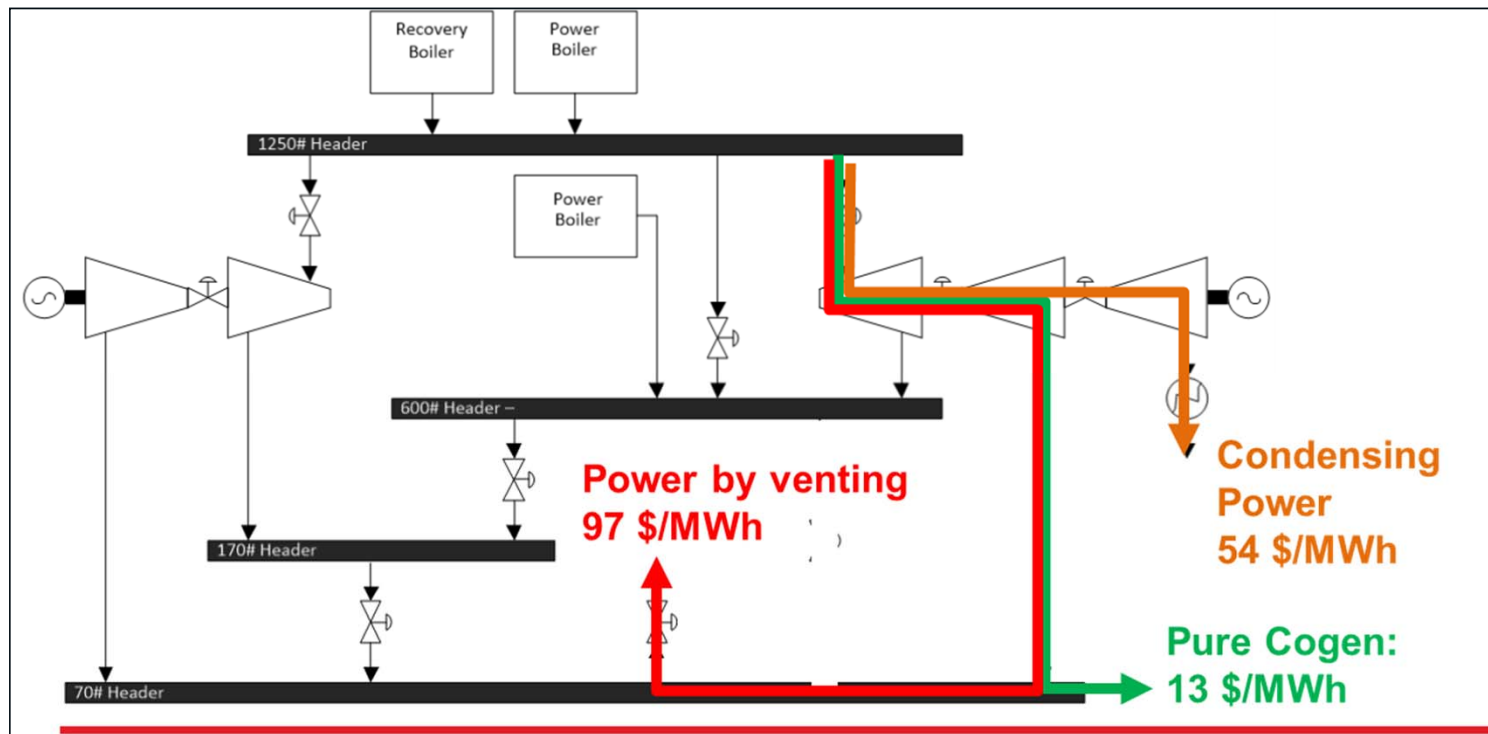 Recovery
Boiler
Power
Boiler
1250# Header
Power
Boiler
600# Header --
Power by venting
97 $/MWh
Condensing
Power
54 $/MWh
170# Header
Pure Cogen:
13 $/MWh
70# Header